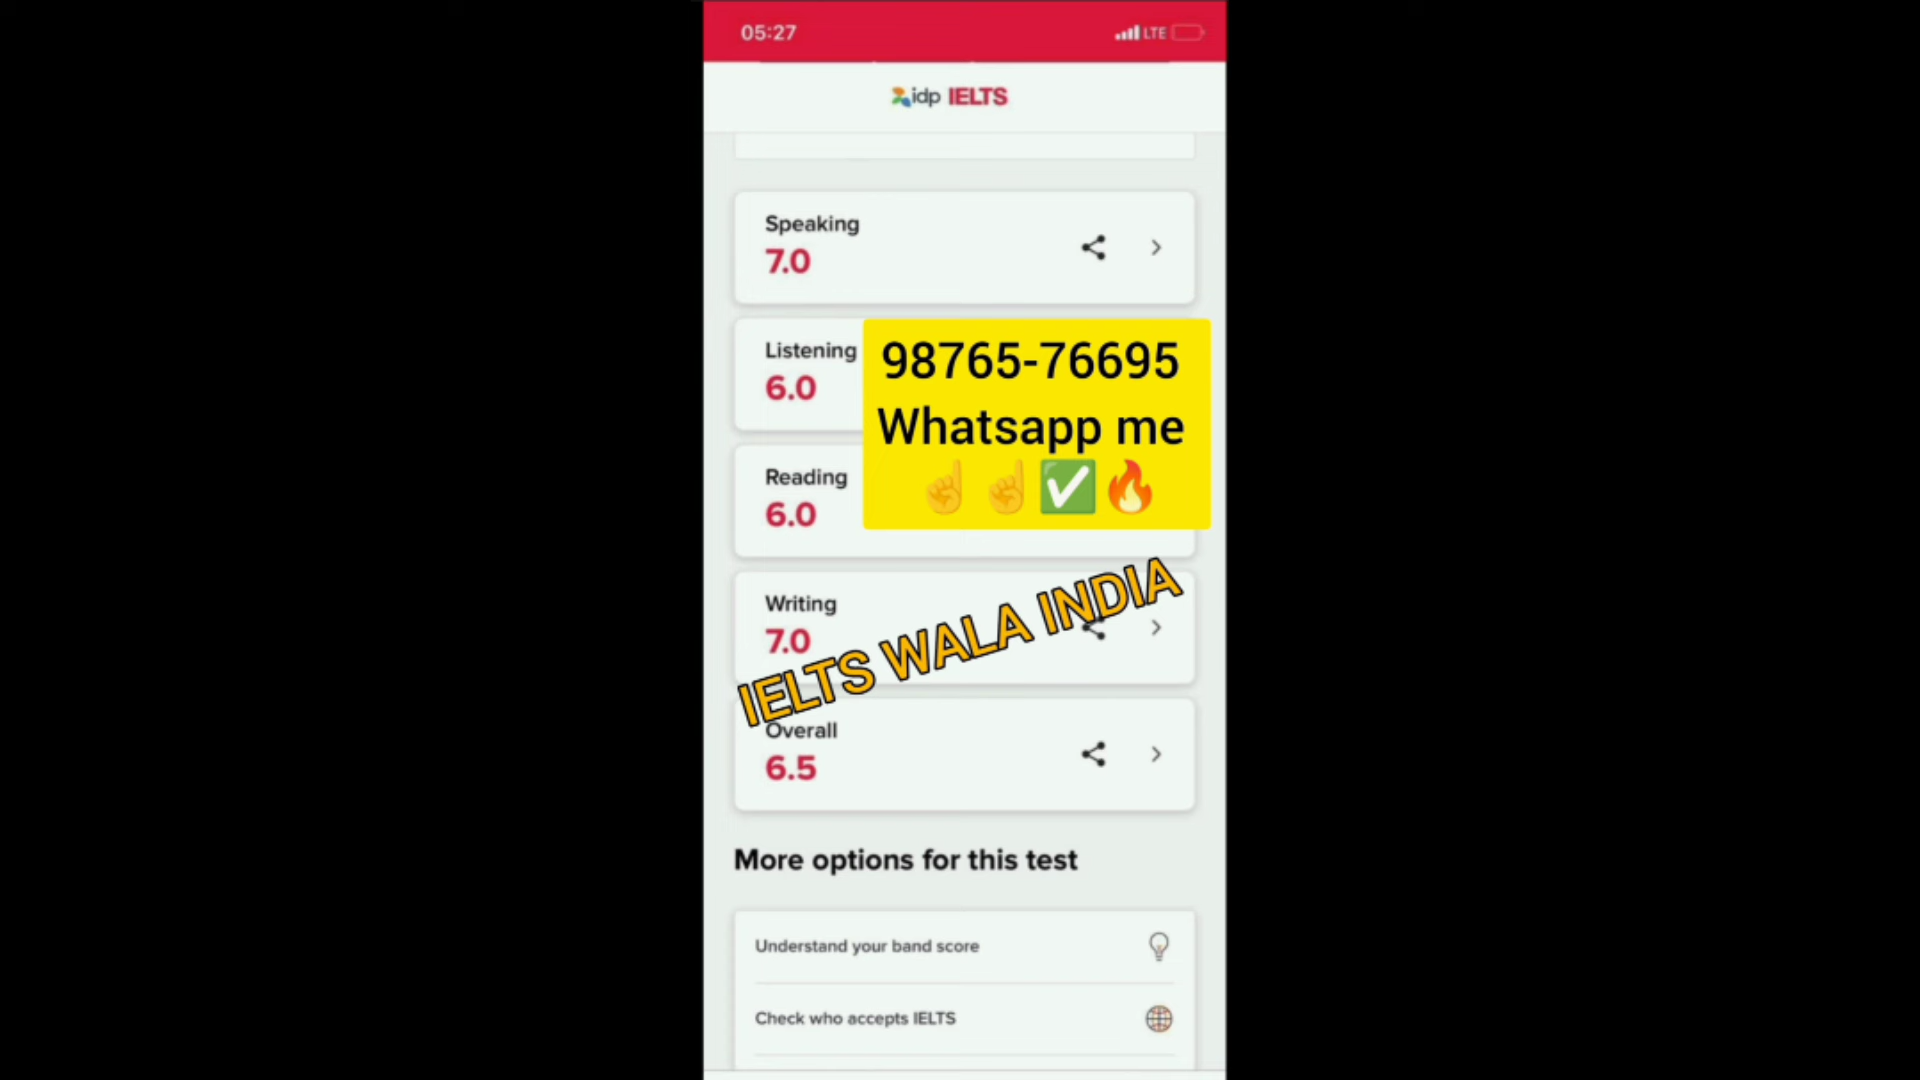 05:27
LTE
idp IELTS
Speaking
7.0
Listening
6.0
98765-76695
Whatsapp me
☝️☝️✅🔥
Reading
6.0
Writing
7.0
IELTS WALA INDIA
Overall
6.5
More options for this test
Understand your band score
Check who accepts IELTS